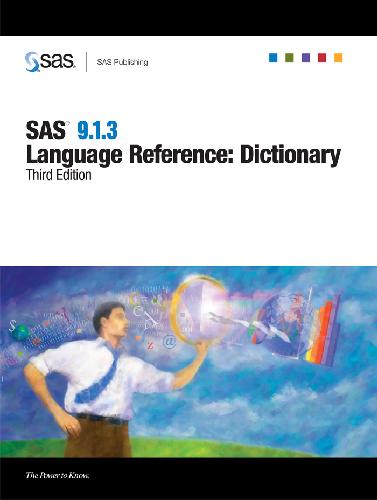 sas.
SAS Publishing
SAS® 9.1.3
Language Reference: Dictionary
Third Edition
The Power to Know.